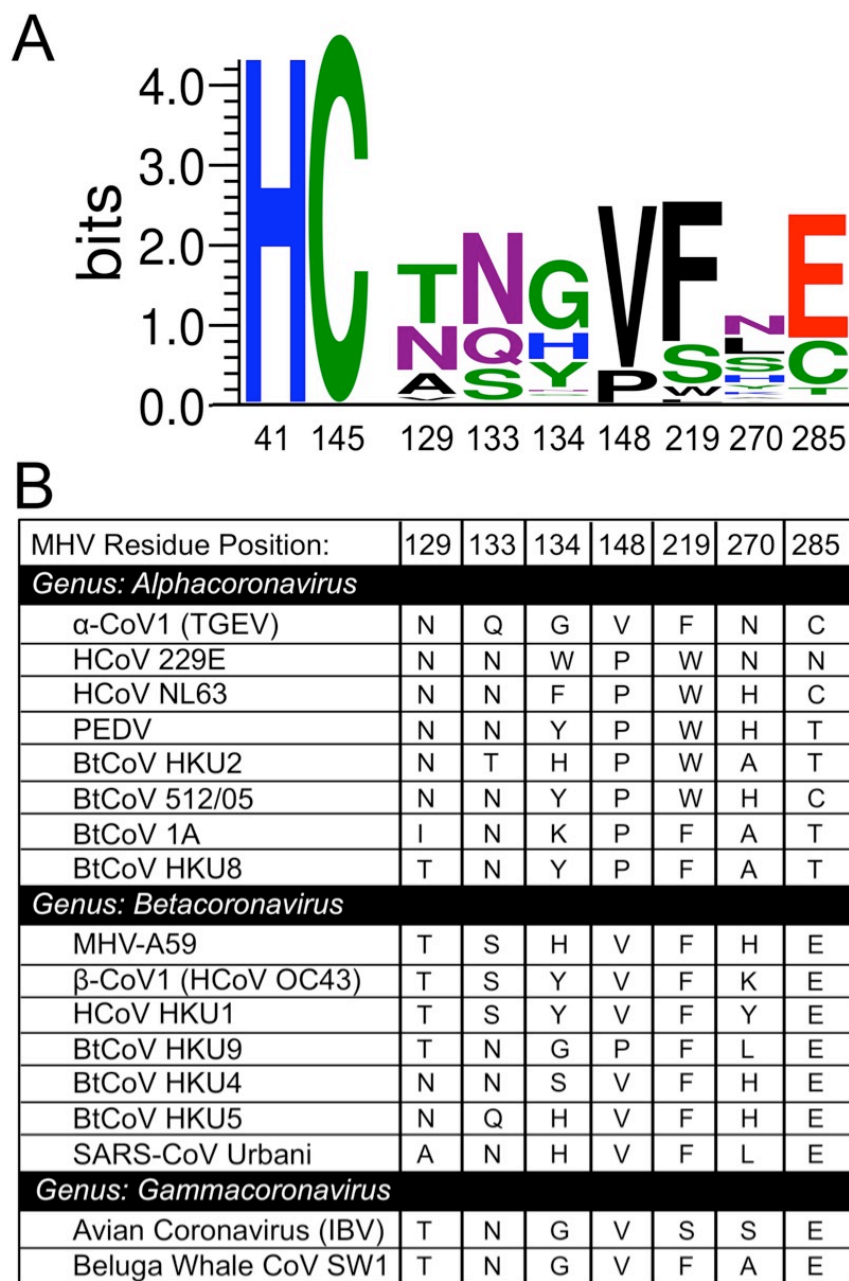 A
bits
4.0
3.0
2.0
1.0
0.0
H C T N G V F N E
N Q H P S L C
A S Y W S T
H
41 145 129 133 134 148 219 270 285
B
MHV Residue Position: 129 133 134 148 219 270 285
Genus: Alphacoronavirus
α-CoV1 (TGEV) N Q G V F N C
HCoV 229E N N W P W N N
HCoV NL63 N N F P W H C
PEDV N N Y P W H T
BtCoV HKU2 N T H P W A T
BtCoV 512/05 N N Y P W H C
BtCoV 1A I N K P F A T
BtCoV HKU8 T N Y P F A T
Genus: Betacoronavirus
MHV-A59 T S H V F H E
β-CoV1 (HCoV OC43) T S Y V F K E
HCoV HKU1 T S Y V F Y E
BtCoV HKU9 T N G P F L E
BtCoV HKU4 N N S V F H E
BtCoV HKU5 N Q H V F H E
SARS-CoV Urbani A N H V F L E
Genus: Gammacoronavirus
Avian Coronavirus (IBV) T N G V S S E
Beluga Whale CoV SW1 T N G V F A E